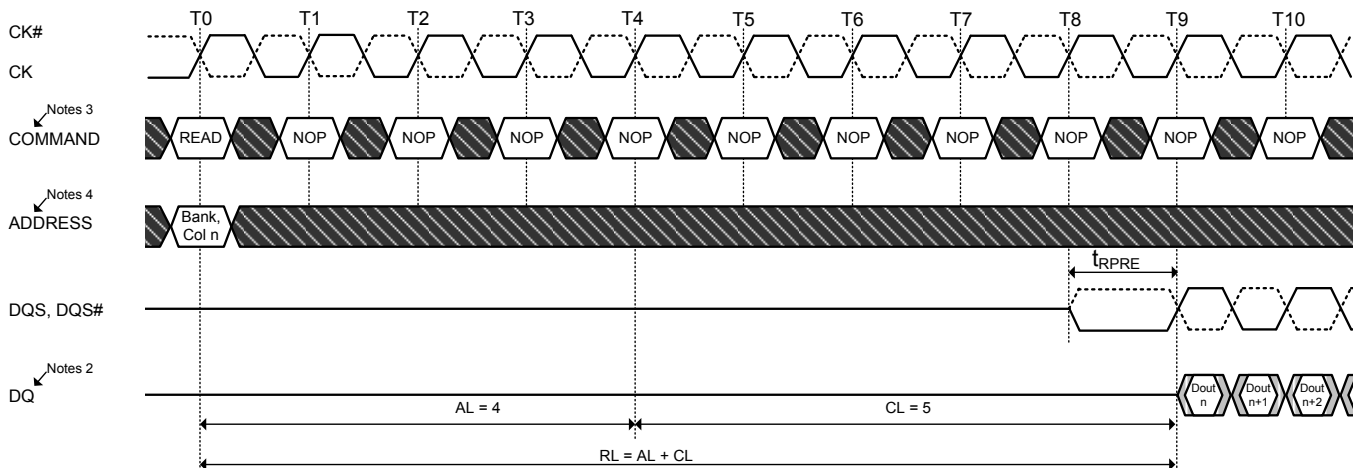 T0 T1 T2 T3 T4 T5 T6 T7 T8 T9 T10
CK#
CK
Notes 3
COMMAND READ NOP NOP NOP NOP NOP NOP NOP NOP NOP NOP
Notes 4
ADDRESS
Bank,
Col n
tRPRE
DQS, DQS#
Notes 2
DQ
Dout
n
Dout
n+1
Dout
n+2
AL = 4
CL = 5
RL = AL + CL